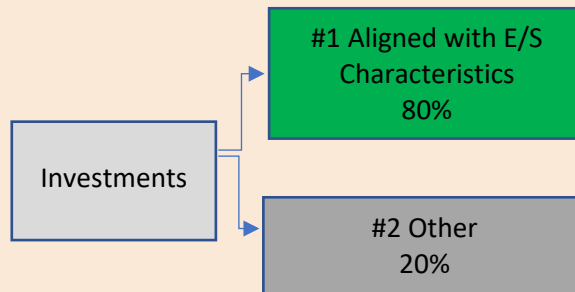 #1 Aligned with E/S
Characteristics
80%
Investments
#2 Other
20%